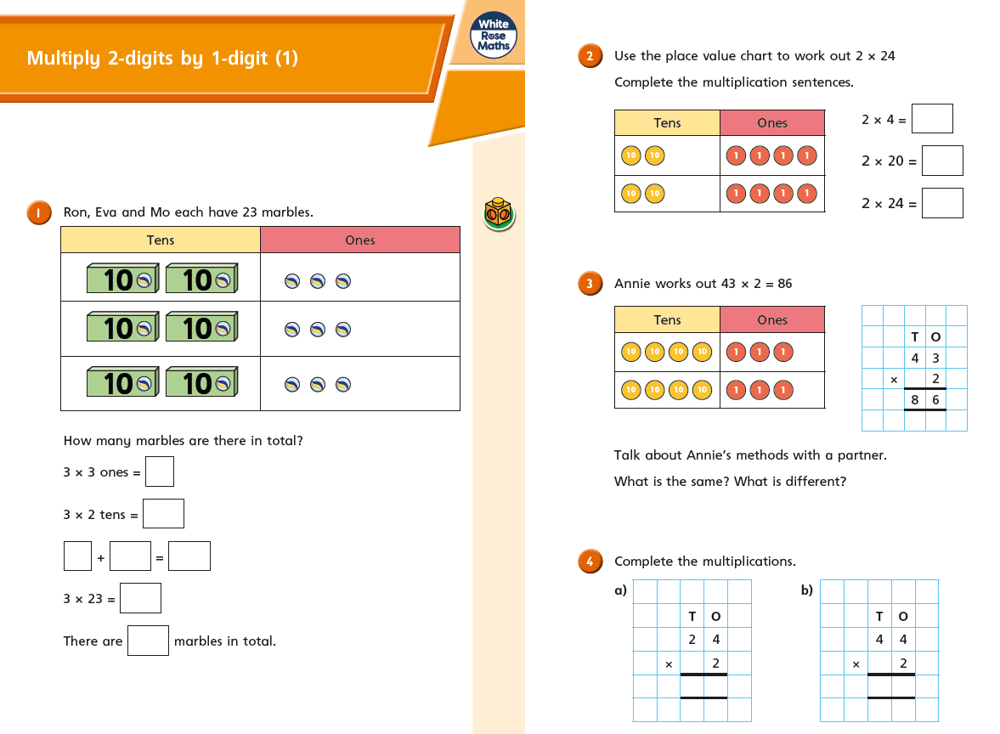 Multiply 2-digits by 1-digit (1)
White
Rose
Maths
1 Ron, Eva and Mo each have 23 marbles.
Tens Ones
10 10
10 10
10 10
How many marbles are there in total?
3 × 3 ones =
3 × 2 tens =
+ =
3 × 23 =
There are marbles in total.
2 Use the place value chart to work out 2 × 24
Complete the multiplication sentences.
Tens Ones
10 10 1 1 1 1
10 10 1 1 1 1
2 × 4 =
2 × 20 =
2 × 24 =
3 Annie works out 43 × 2 = 86
Tens Ones
10 10 10 10 1 1 1
10 10 10 10 1 1 1
T O
4 3
× 2
8 6
Talk about Annie's methods with a partner.
What is the same? What is different?
4 Complete the multiplications.
a)
T O
2 4
× 2
b)
T O
4 4
× 2